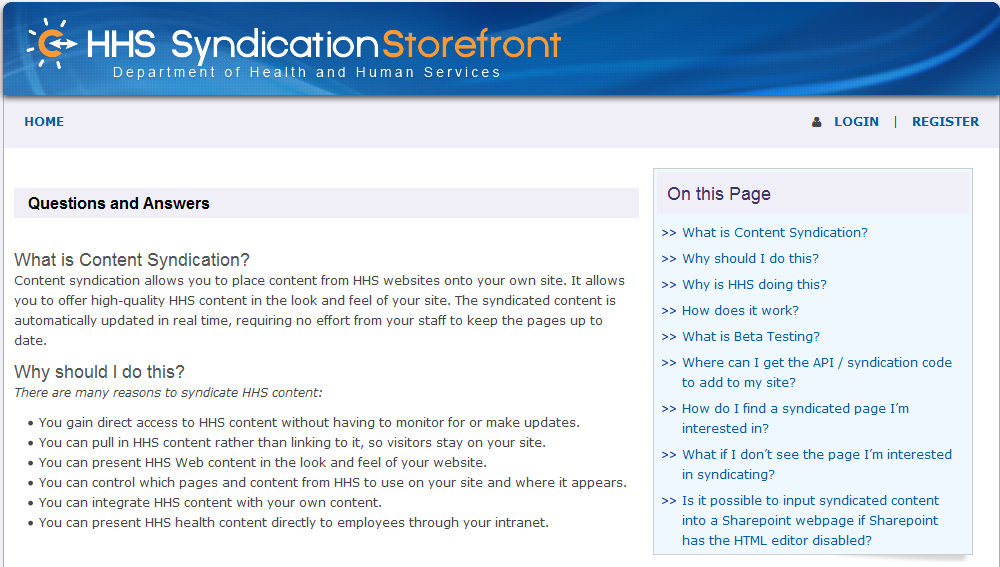 HHS SyndicationStorefront
Department of Health and Human Services
HOME
LOGIN | REGISTER
Questions and Answers
What is Content Syndication?
Content syndication allows you to place content from HHS websites onto your own site. It allows
you to offer high-quality HHS content in the look and feel of your site. The syndicated content is
automatically updated in real time, requiring no effort from your staff to keep the pages up to
date.
Why should I do this?
There are many reasons to syndicate HHS content:
• You gain direct access to HHS content without having to monitor for or make updates.
• You can pull in HHS content rather than linking to it, so visitors stay on your site.
• You can present HHS Web content in the look and feel of your website.
• You can control which pages and content from HHS to use on your site and where it appears.
• You can integrate HHS content with your own content.
• You can present HHS health content directly to employees through your intranet.
On this Page
>> What is Content Syndication?
>> Why should I do this?
>> Why is HHS doing this?
>> How does it work?
>> What is Beta Testing?
>> Where can I get the API / syndication code
to add to my site?
>> How do I find a syndicated page I’m
interested in?
>> What if I don’t see the page I’m interested
in syndicating?
>> Is it possible to input syndicated content
into a Sharepoint webpage if Sharepoint
has the HTML editor disabled?